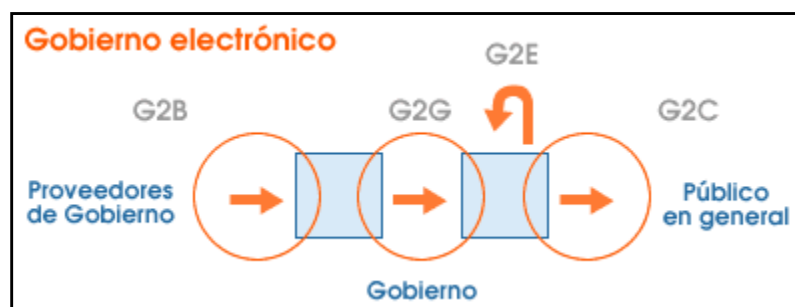 Gobierno electrónico
G2E
G2B
G2G
G2C
Proveedores
de Gobierno
Público
en general
Gobierno